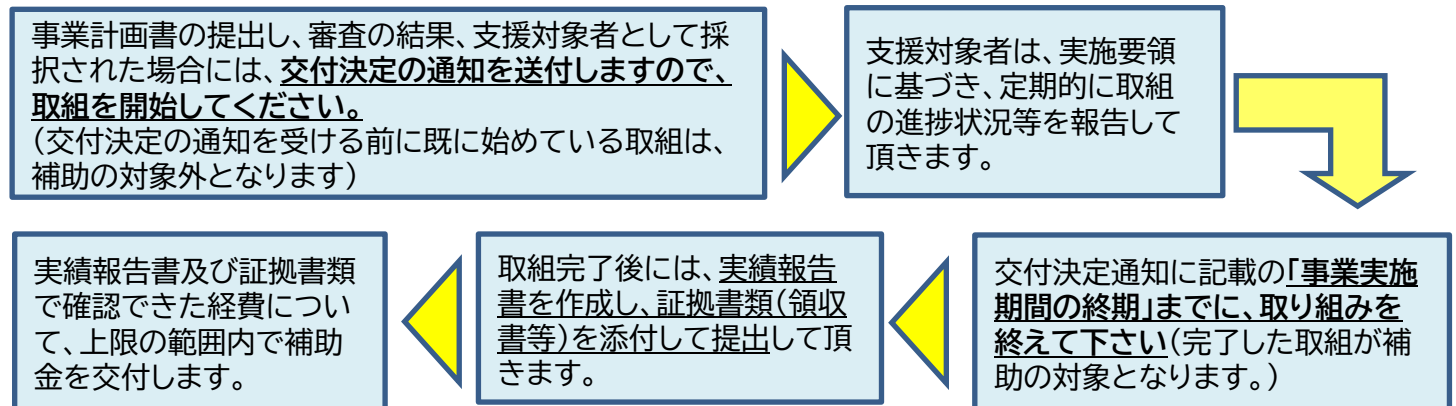 事業計画書の提出し、審査の結果、支援対象者として採
択された場合には、交付決定の通知を送付しますので、
取組を開始してください。
(交付決定の通知を受ける前に既に始めている取組は、
補助の対象外となります)
支援対象者は、実施要領
に基づき、定期的に取組
の進捗状況等を報告して
頂きます。
交付決定通知に記載の「事業実施
期間の終期」までに、取り組みを
終えて下さい(完了した取組が補
助の対象となります。)
取組完了後には、実績報告
書を作成し、証拠書類(領収
書等)を添付して提出して頂
きます。
実績報告書及び証拠書類
で確認できた経費につい
て、上限の範囲内で補助
金を交付します。